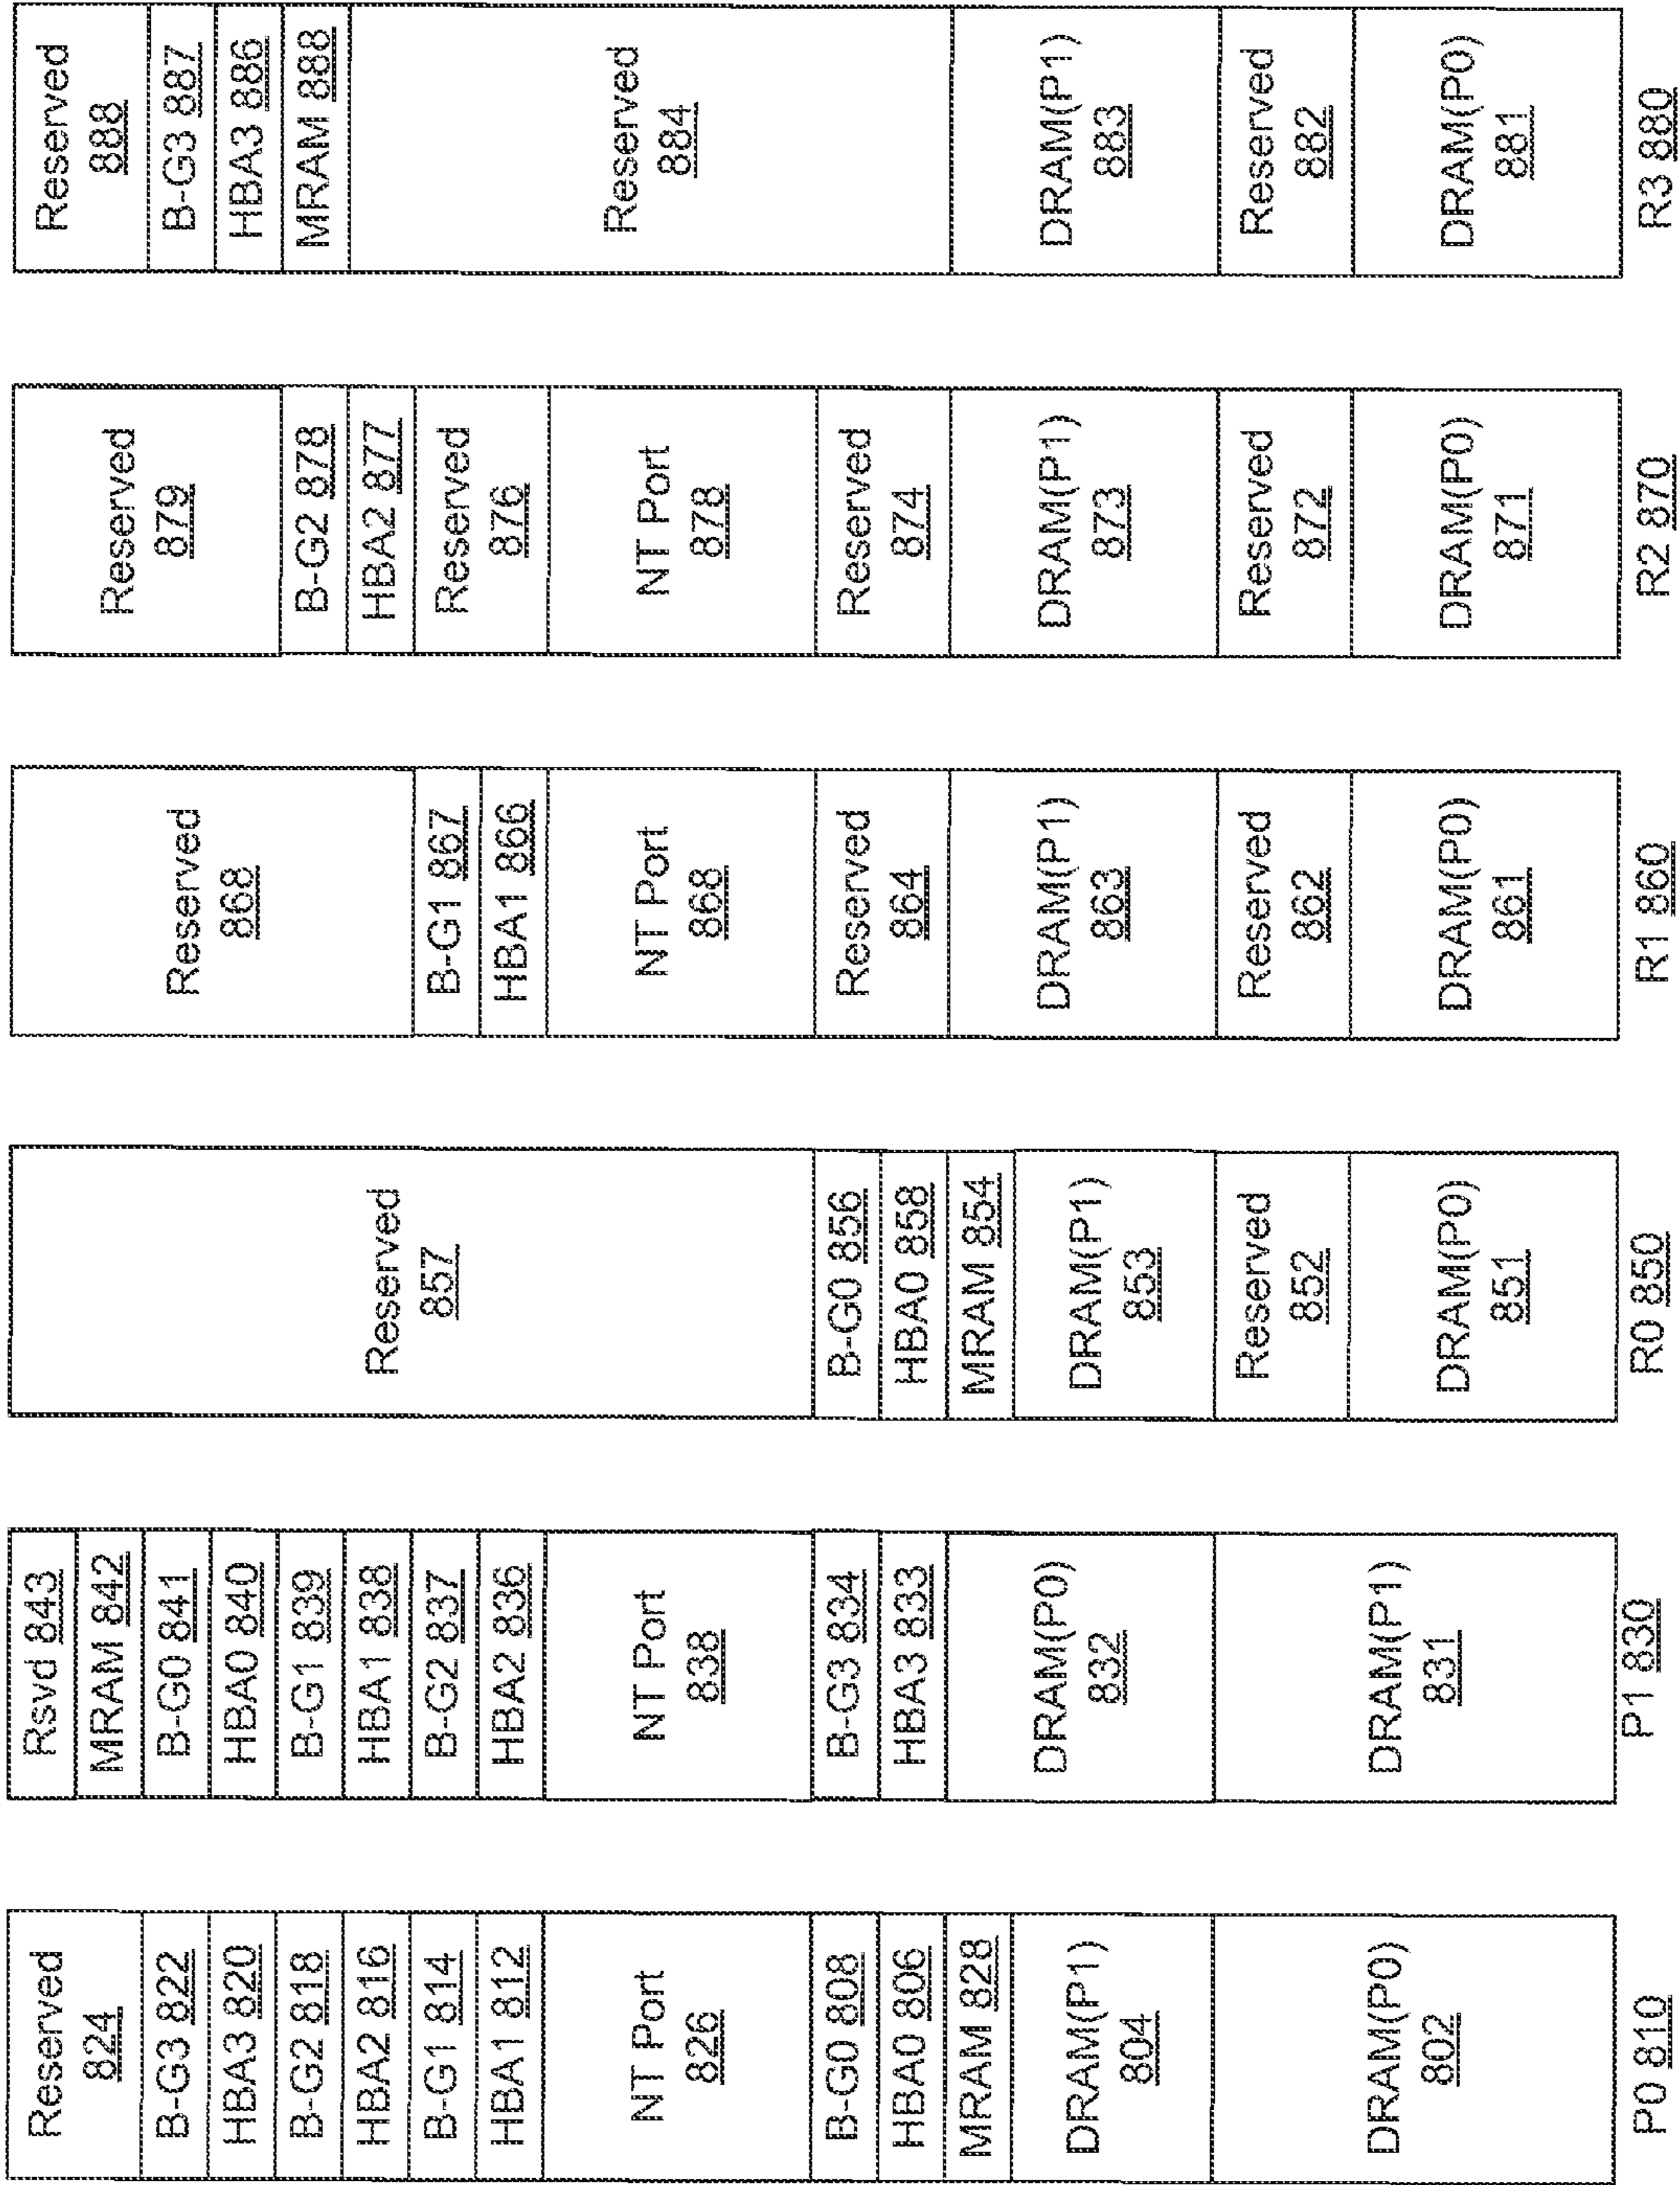 Reserved
824
B-G3 822
HBA3 820
B-G2 818
HBA2 816
B-G1 814
HBA1 812
NT Port
826
B-G0 808
HBA0 806
MRAM 828
DRAM(P1)
804
DRAM(P0)
802
P0 810
Rsvd 843
MRAM 842
B-G0 841
HBA0 840
B-G1 839
HBA1 838
B-G2 837
HBA2 836
NT Port
838
B-G3 834
HBA3 833
DRAM(P0)
832
DRAM(P1)
831
P1 830
Reserved
857
B-G0 856
HBA0 858
MRAM 854
DRAM(P1)
853
Reserved
852
DRAM(P0)
851
R0 850
Reserved
868
B-G1 867
HBA1 866
NT Port
868
Reserved
864
DRAM(P1)
863
Reserved
862
DRAM(P0)
861
R1 860
Reserved
879
B-G2 878
HBA2 877
Reserved
876
NT Port
878
Reserved
874
DRAM(P1)
873
Reserved
872
DRAM(P0)
871
R2 870
Reserved
888
B-G3 887
HBA3 886
MRAM 888
Reserved
884
DRAM(P1)
883
Reserved
882
DRAM(P0)
881
R3 880